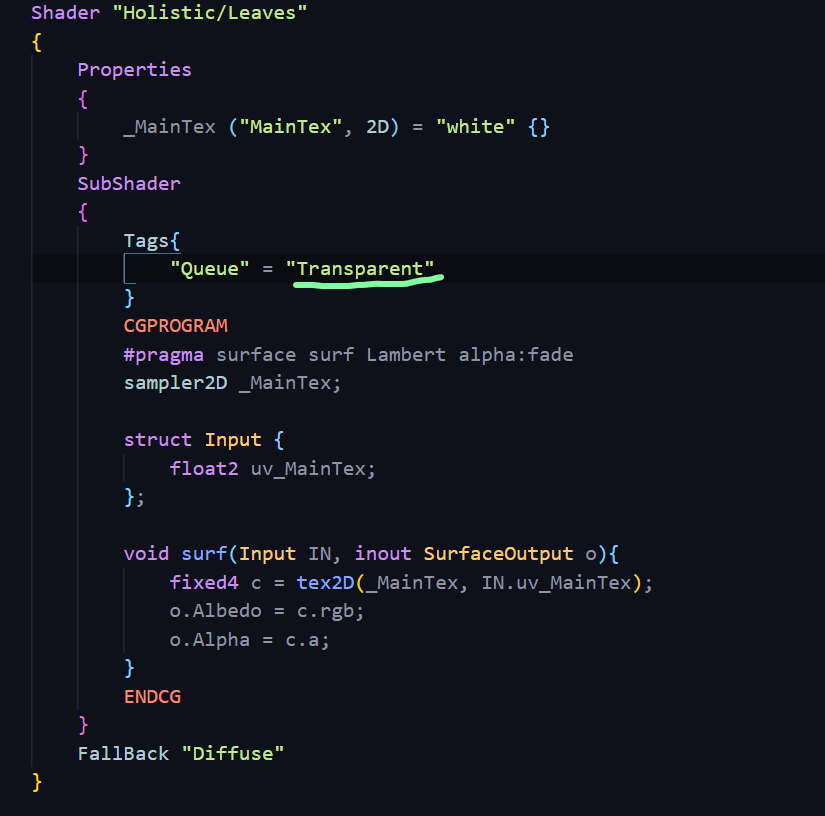 Shader "Holistic/Leaves"
{
Properties
{
_MainTex ("MainTex", 2D) = "white" {}
}
SubShader
{
Tags{
"Queue" = "Transparent"
}
CGPROGRAM
#pragma surface surf Lambert alpha:fade
sampler2D _MainTex;
struct Input {
float2 uv_MainTex;
};
void surf(Input IN, inout SurfaceOutput o){
fixed4 c = tex2D(_MainTex, IN.uv_MainTex);
o.Albedo = c.rgb;
o.Alpha = c.a;
}
ENDCG
}
FallBack "Diffuse"
}